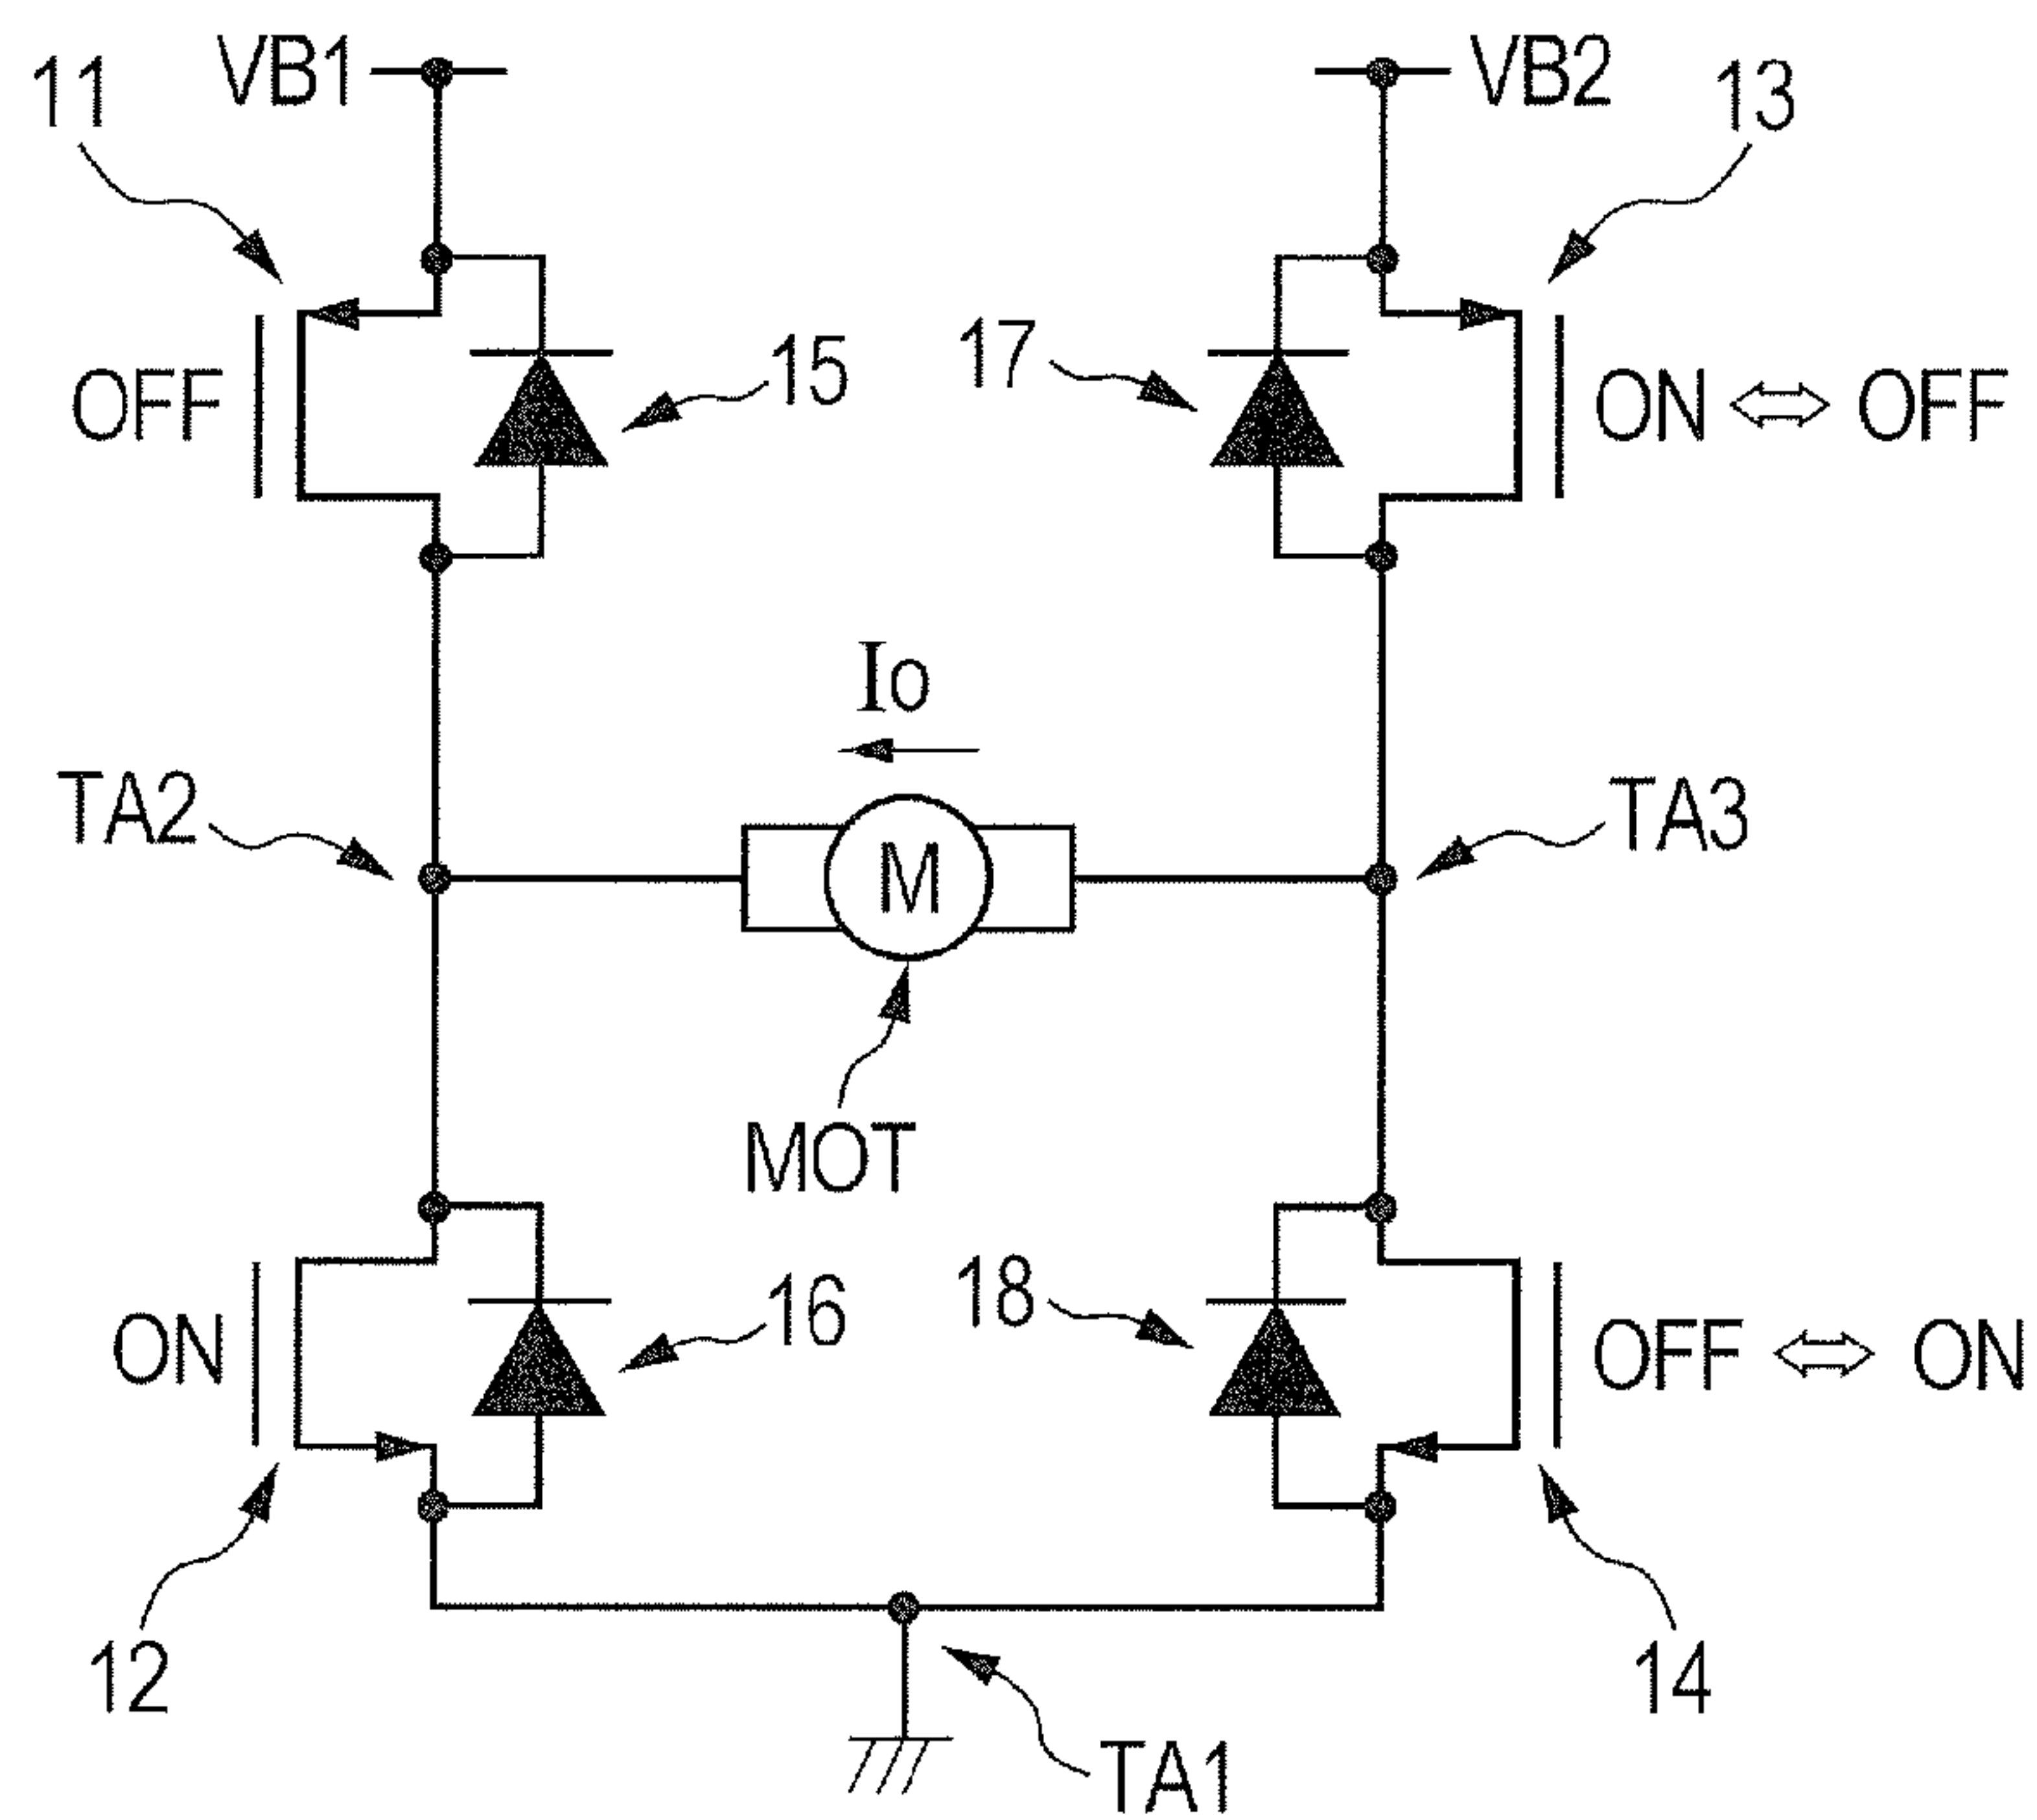 VB1
VB2
11
13
15
17
OFF
ON ⇔ OFF
Io
TA2
TA3
M
MOT
16
18
ON
OFF ⇔ ON
12
14
TA1